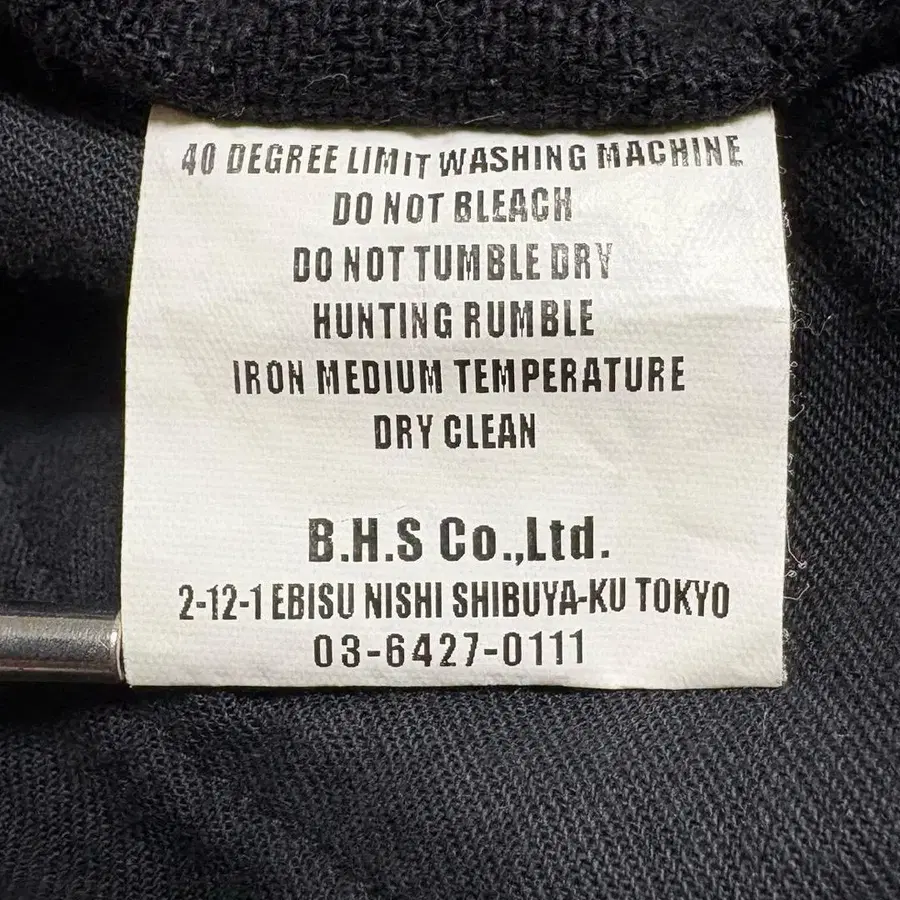 40 DEGREE LIMIT WASHING MACHINE
DO NOT BLEACH
DO NOT TUMBLE DRY
HUNTING RUMBLE
IRON MEDIUM TEMPERATURE
DRY CLEAN
B.H.S Co.,Ltd.
2-12-1 EBISU NISHI SHIBUYA-KU TOKYO
03-6427-0111